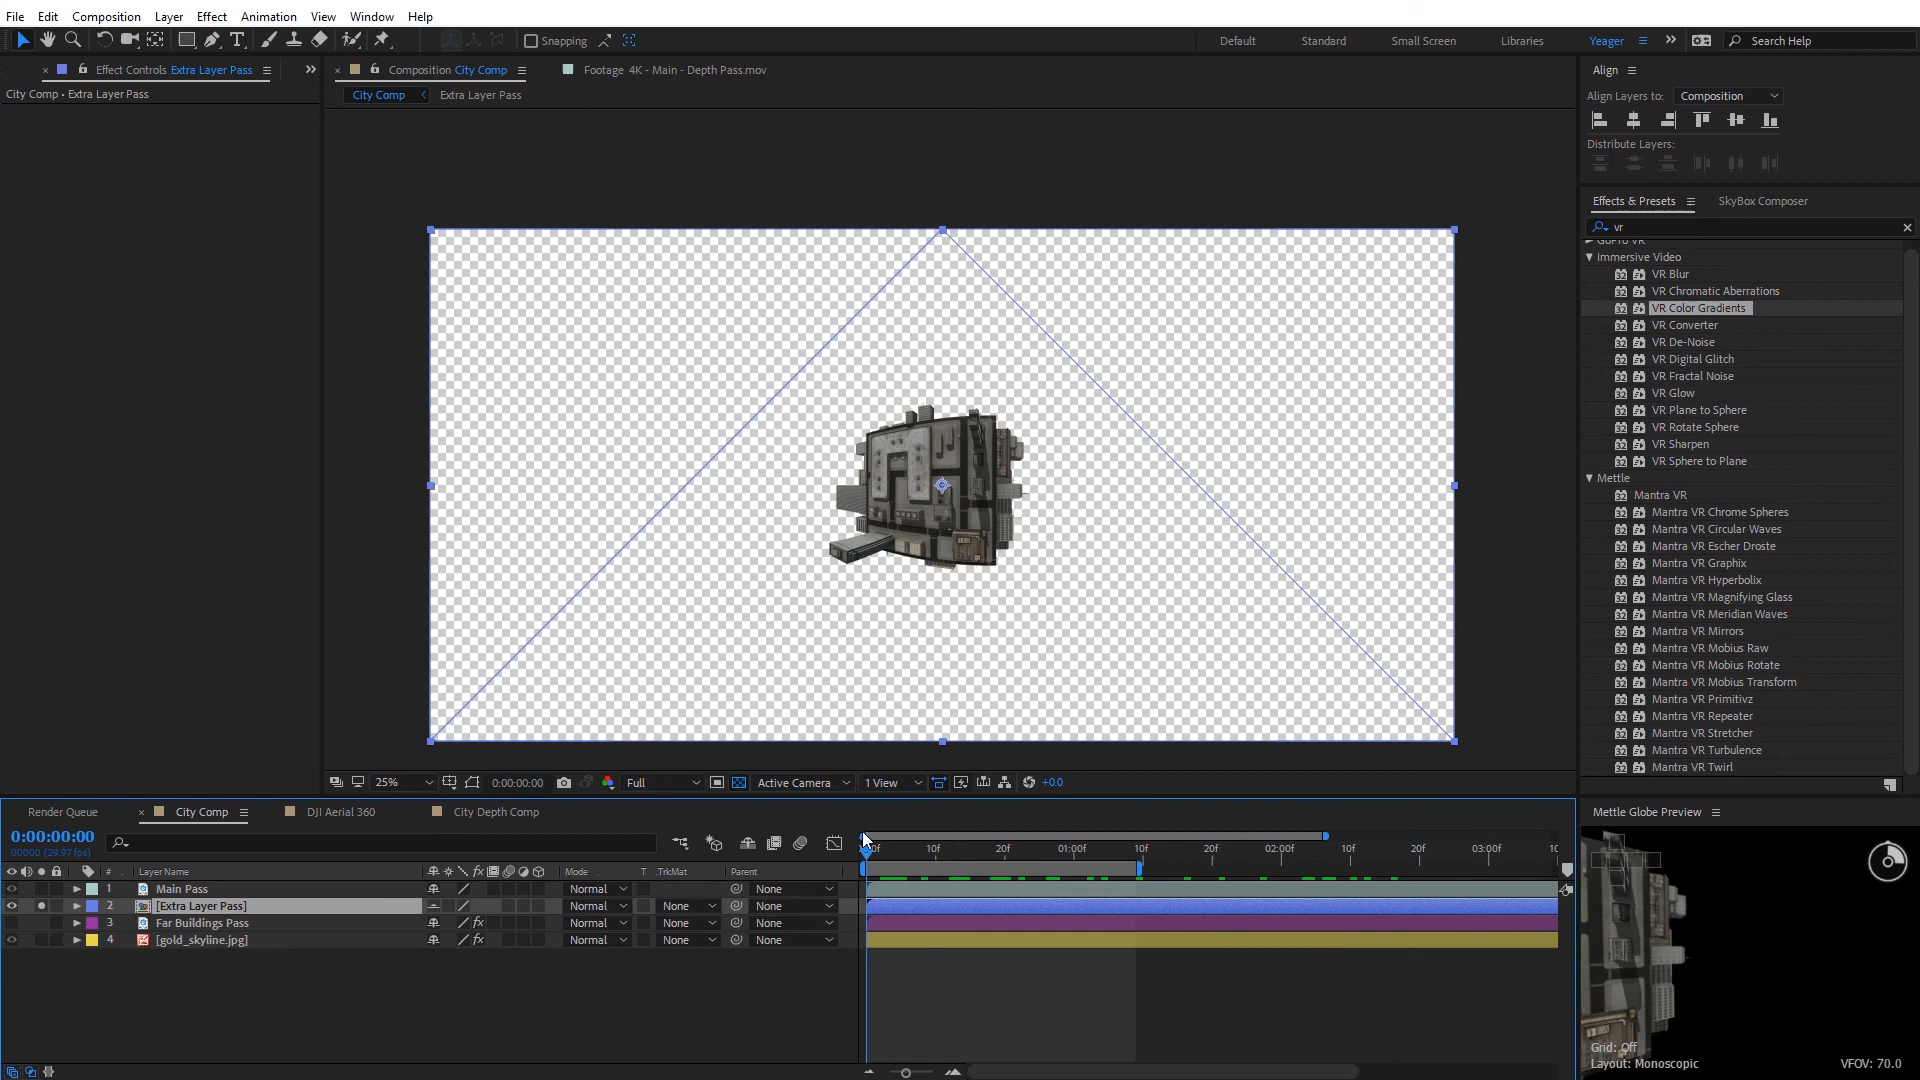 File Edit Composition Layer Effect Animation View Window Help
Snapping Default Standard Small Screen Libraries Yeager Search Help
Effect Controls Extra Layer Pass
City Comp • Extra Layer Pass
Composition City Comp Footage 4K - Main - Depth Pass.mov
City Comp Extra Layer Pass
Align
Align Layers to: Composition
Distribute Layers:
Effects & Presets SkyBox Composer
vr
GoPro VR
Immersive Video
VR Blur
VR Chromatic Aberrations
VR Color Gradients
VR Converter
VR De-Noise
VR Digital Glitch
VR Fractal Noise
VR Glow
VR Plane to Sphere
VR Rotate Sphere
VR Sharpen
VR Sphere to Plane
Mettle
Mantra VR
Mantra VR Chrome Spheres
Mantra VR Circular Waves
Mantra VR Escher Droste
Mantra VR Graphix
Mantra VR Hyperbolix
Mantra VR Magnifying Glass
Mantra VR Meridian Waves
Mantra VR Mirrors
Mantra VR Mobius Raw
Mantra VR Mobius Rotate
Mantra VR Mobius Transform
Mantra VR Primitivz
Mantra VR Repeater
Mantra VR Stretcher
Mantra VR Turbulence
Mantra VR Twirl
25% 0:00:00:00 Full Active Camera 1 View +0.0
Render Queue City Comp DJI Aerial 360 City Depth Comp
0:00:00:00
00000 (29.97 fps)
10f 20f 01:00f 10f 20f 02:00f 10f 20f 03:00f
# Layer Name Mode T .TrkMat Parent
1 Main Pass Normal None
2 [Extra Layer Pass] Normal None None
3 Far Buildings Pass Normal None None
4 [gold_skyline.jpg] Normal None None
Mettle Globe Preview
Grid: Off
Layout: Monoscopic VFOV: 70.0